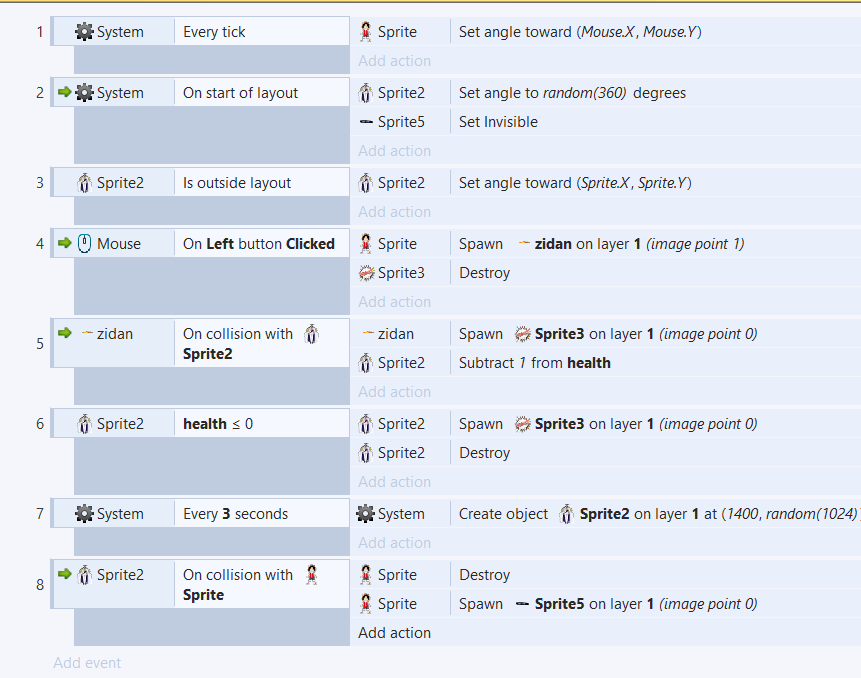 1 System Every tick Sprite Set angle toward (Mouse.X, Mouse.Y)
Add action
2 System On start of layout Sprite2 Set angle to random(360) degrees
Sprite5 Set Invisible
Add action
3 Sprite2 Is outside layout Sprite2 Set angle toward (Sprite.X, Sprite.Y)
Add action
4 Mouse On Left button Clicked Sprite Spawn zidan on layer 1 (image point 1)
Sprite3 Destroy
Add action
5 zidan On collision with Sprite2 zidan Spawn Sprite3 on layer 1 (image point 0)
Sprite2 Subtract 1 from health
Add action
6 Sprite2 health ≤ 0 Sprite2 Spawn Sprite3 on layer 1 (image point 0)
Sprite2 Destroy
Add action
7 System Every 3 seconds System Create object Sprite2 on layer 1 at (1400, random(1024)
Add action
8 Sprite2 On collision with Sprite Sprite Destroy
Sprite Spawn Sprite5 on layer 1 (image point 0)
Add action
Add event